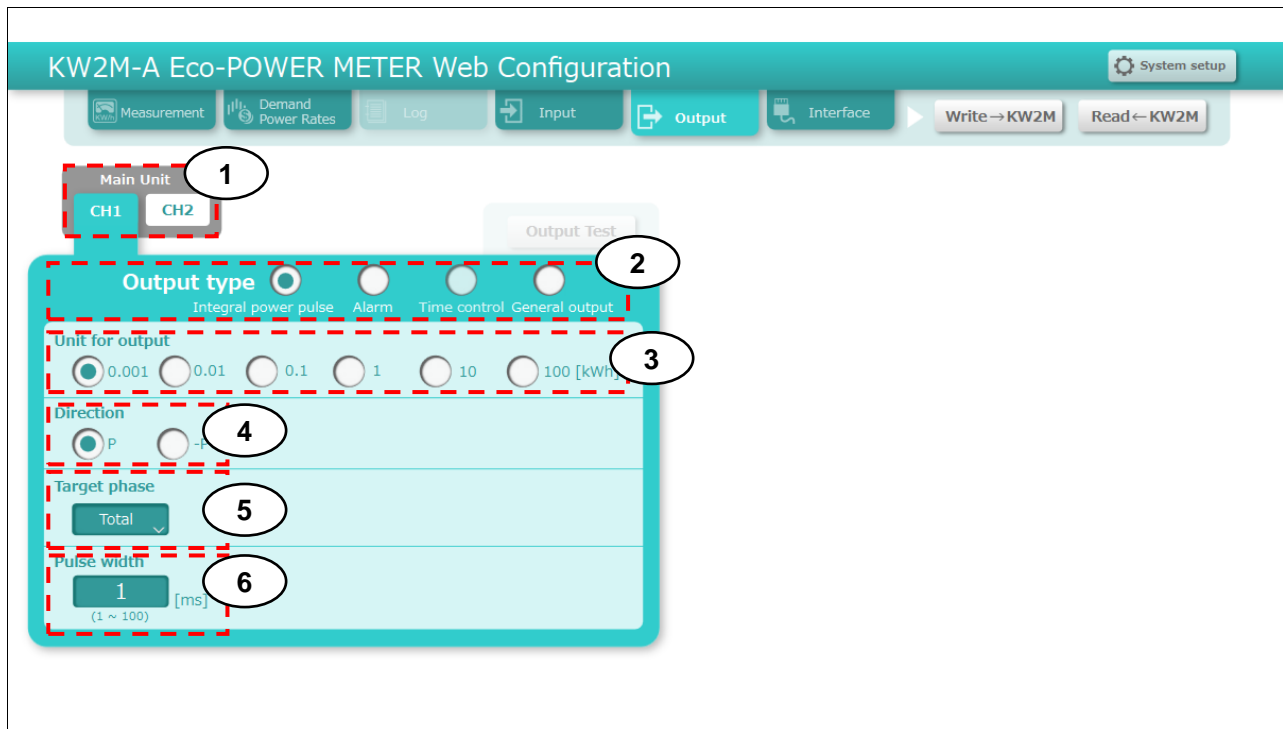 KW2M-A Eco-POWER METER Web Configuration
System setup
KW/h
Measurement
Demand
Power Rates
Log
Input
Output
Interface
Write→KW2M
Read←KW2M
Main Unit
1
CH1
CH2
Output Test
2
Output type
Integral power pulse Alarm Time control General output
Unit for output
3
0.001 0.01 0.1 1 10 100 [kWh]
Direction
4
P -P
Target phase
5
Total
Pulse width
6
1 [ms]
(1 ~ 100)